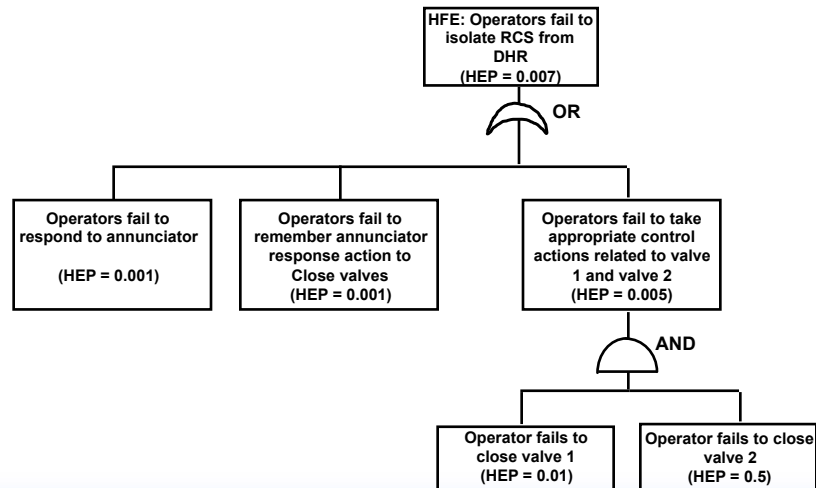 HFE: Operators fail to
isolate RCS from
DHR
(HEP = 0.007)
OR
Operators fail to
respond to annunciator
(HEP = 0.001)
Operators fail to
remember annunciator
response action to
Close valves
(HEP = 0.001)
Operators fail to take
appropriate control
actions related to valve
1 and valve 2
(HEP = 0.005)
AND
Operator fails to
close valve 1
(HEP = 0.01)
Operator fails to close
valve 2
(HEP = 0.5)